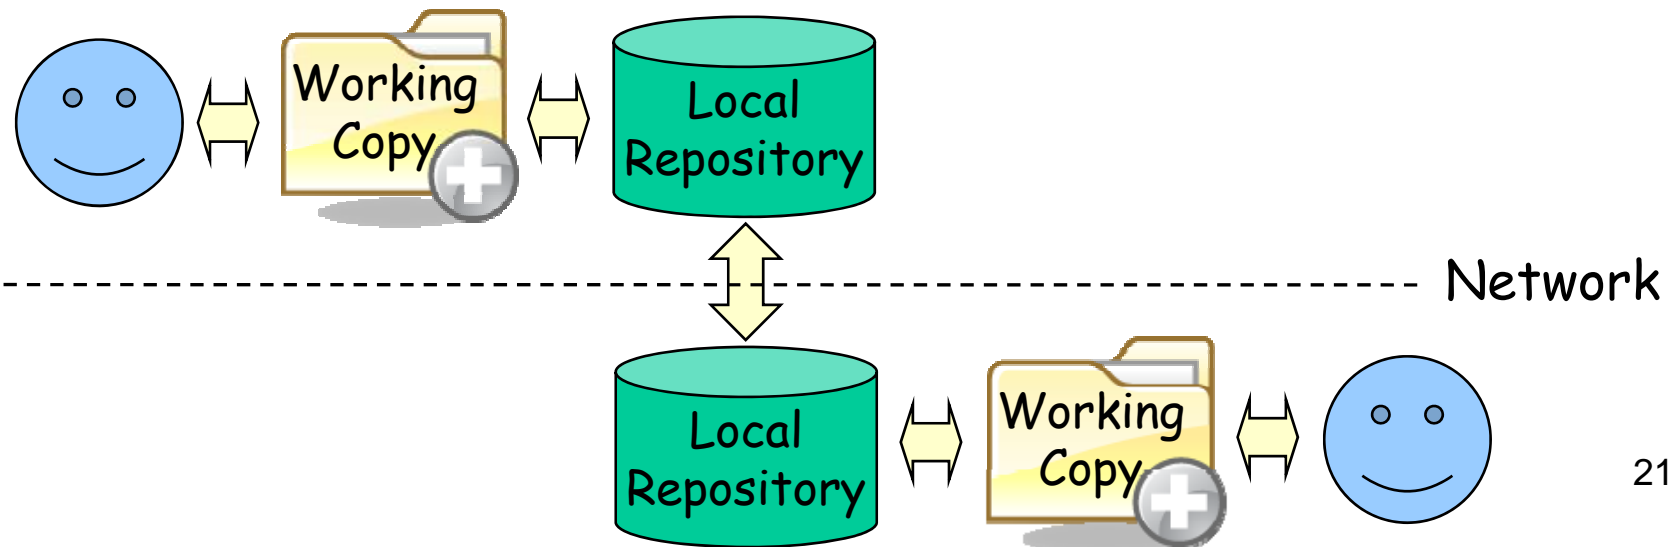 Working
Copy
Local
Repository
Network
Local
Repository
Working
Copy
21